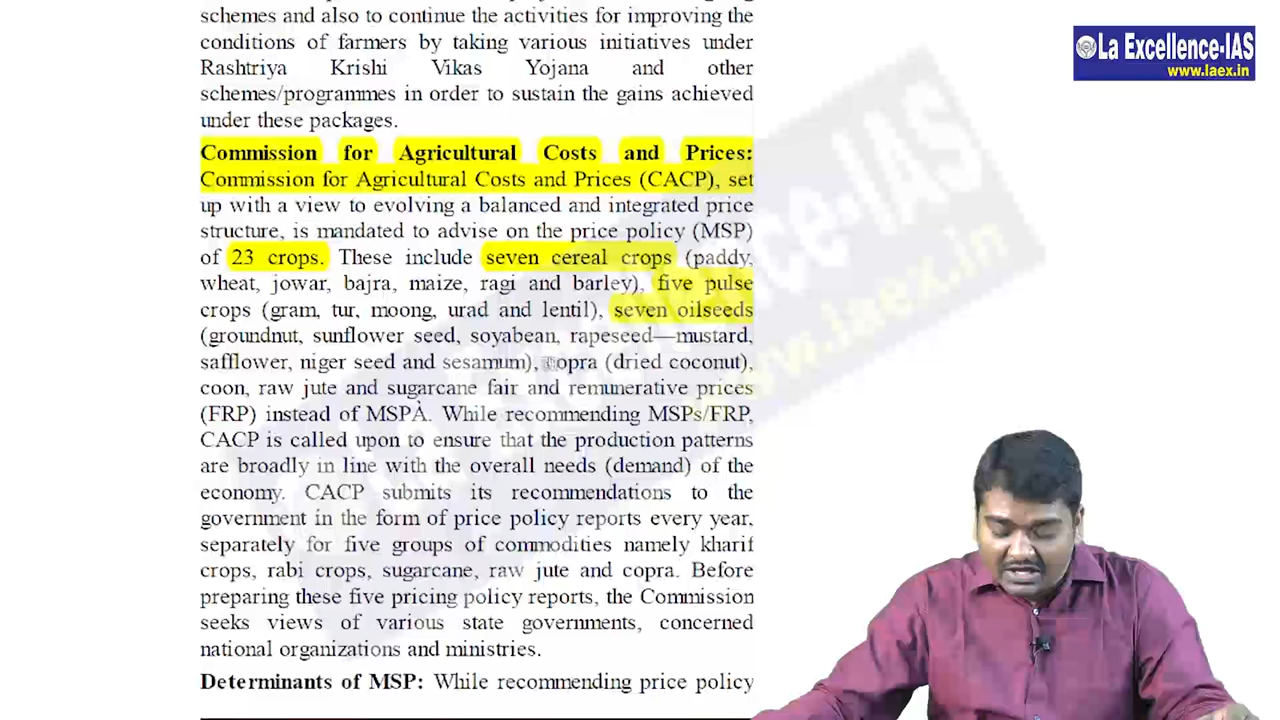 schemes and also to continue the activities for improving the
conditions of farmers by taking various initiatives under
Rashtriya Krishi Vikas Yojana and other
schemes/programmes in order to sustain the gains achieved
under these packages.
Commission for Agricultural Costs and Prices:
Commission for Agricultural Costs and Prices (CACP), set
up with a view to evolving a balanced and integrated price
structure, is mandated to advise on the price policy (MSP)
of 23 crops. These include seven cereal crops (paddy,
wheat, jowar, bajra, maize, ragi and barley), five pulse
crops (gram, tur, moong, urad and lentil), seven oilseeds
(groundnut, sunflower seed, soyabean, rapeseed—mustard,
safflower, niger seed and sesamum), copra (dried coconut),
coon, raw jute and sugarcane fair and remunerative prices
(FRP) instead of MSPÀ. While recommending MSPs/FRP,
CACP is called upon to ensure that the production patterns
are broadly in line with the overall needs (demand) of the
economy. CACP submits its recommendations to the
government in the form of price policy reports every year,
separately for five groups of commodities namely kharif
crops, rabi crops, sugarcane, raw jute and copra. Before
preparing these five pricing policy reports, the Commission
seeks views of various state governments, concerned
national organizations and ministries.
Determinants of MSP: While recommending price policy
La Excellence-IAS
www.laex.in
La Excellence-IAS
www.laex.in